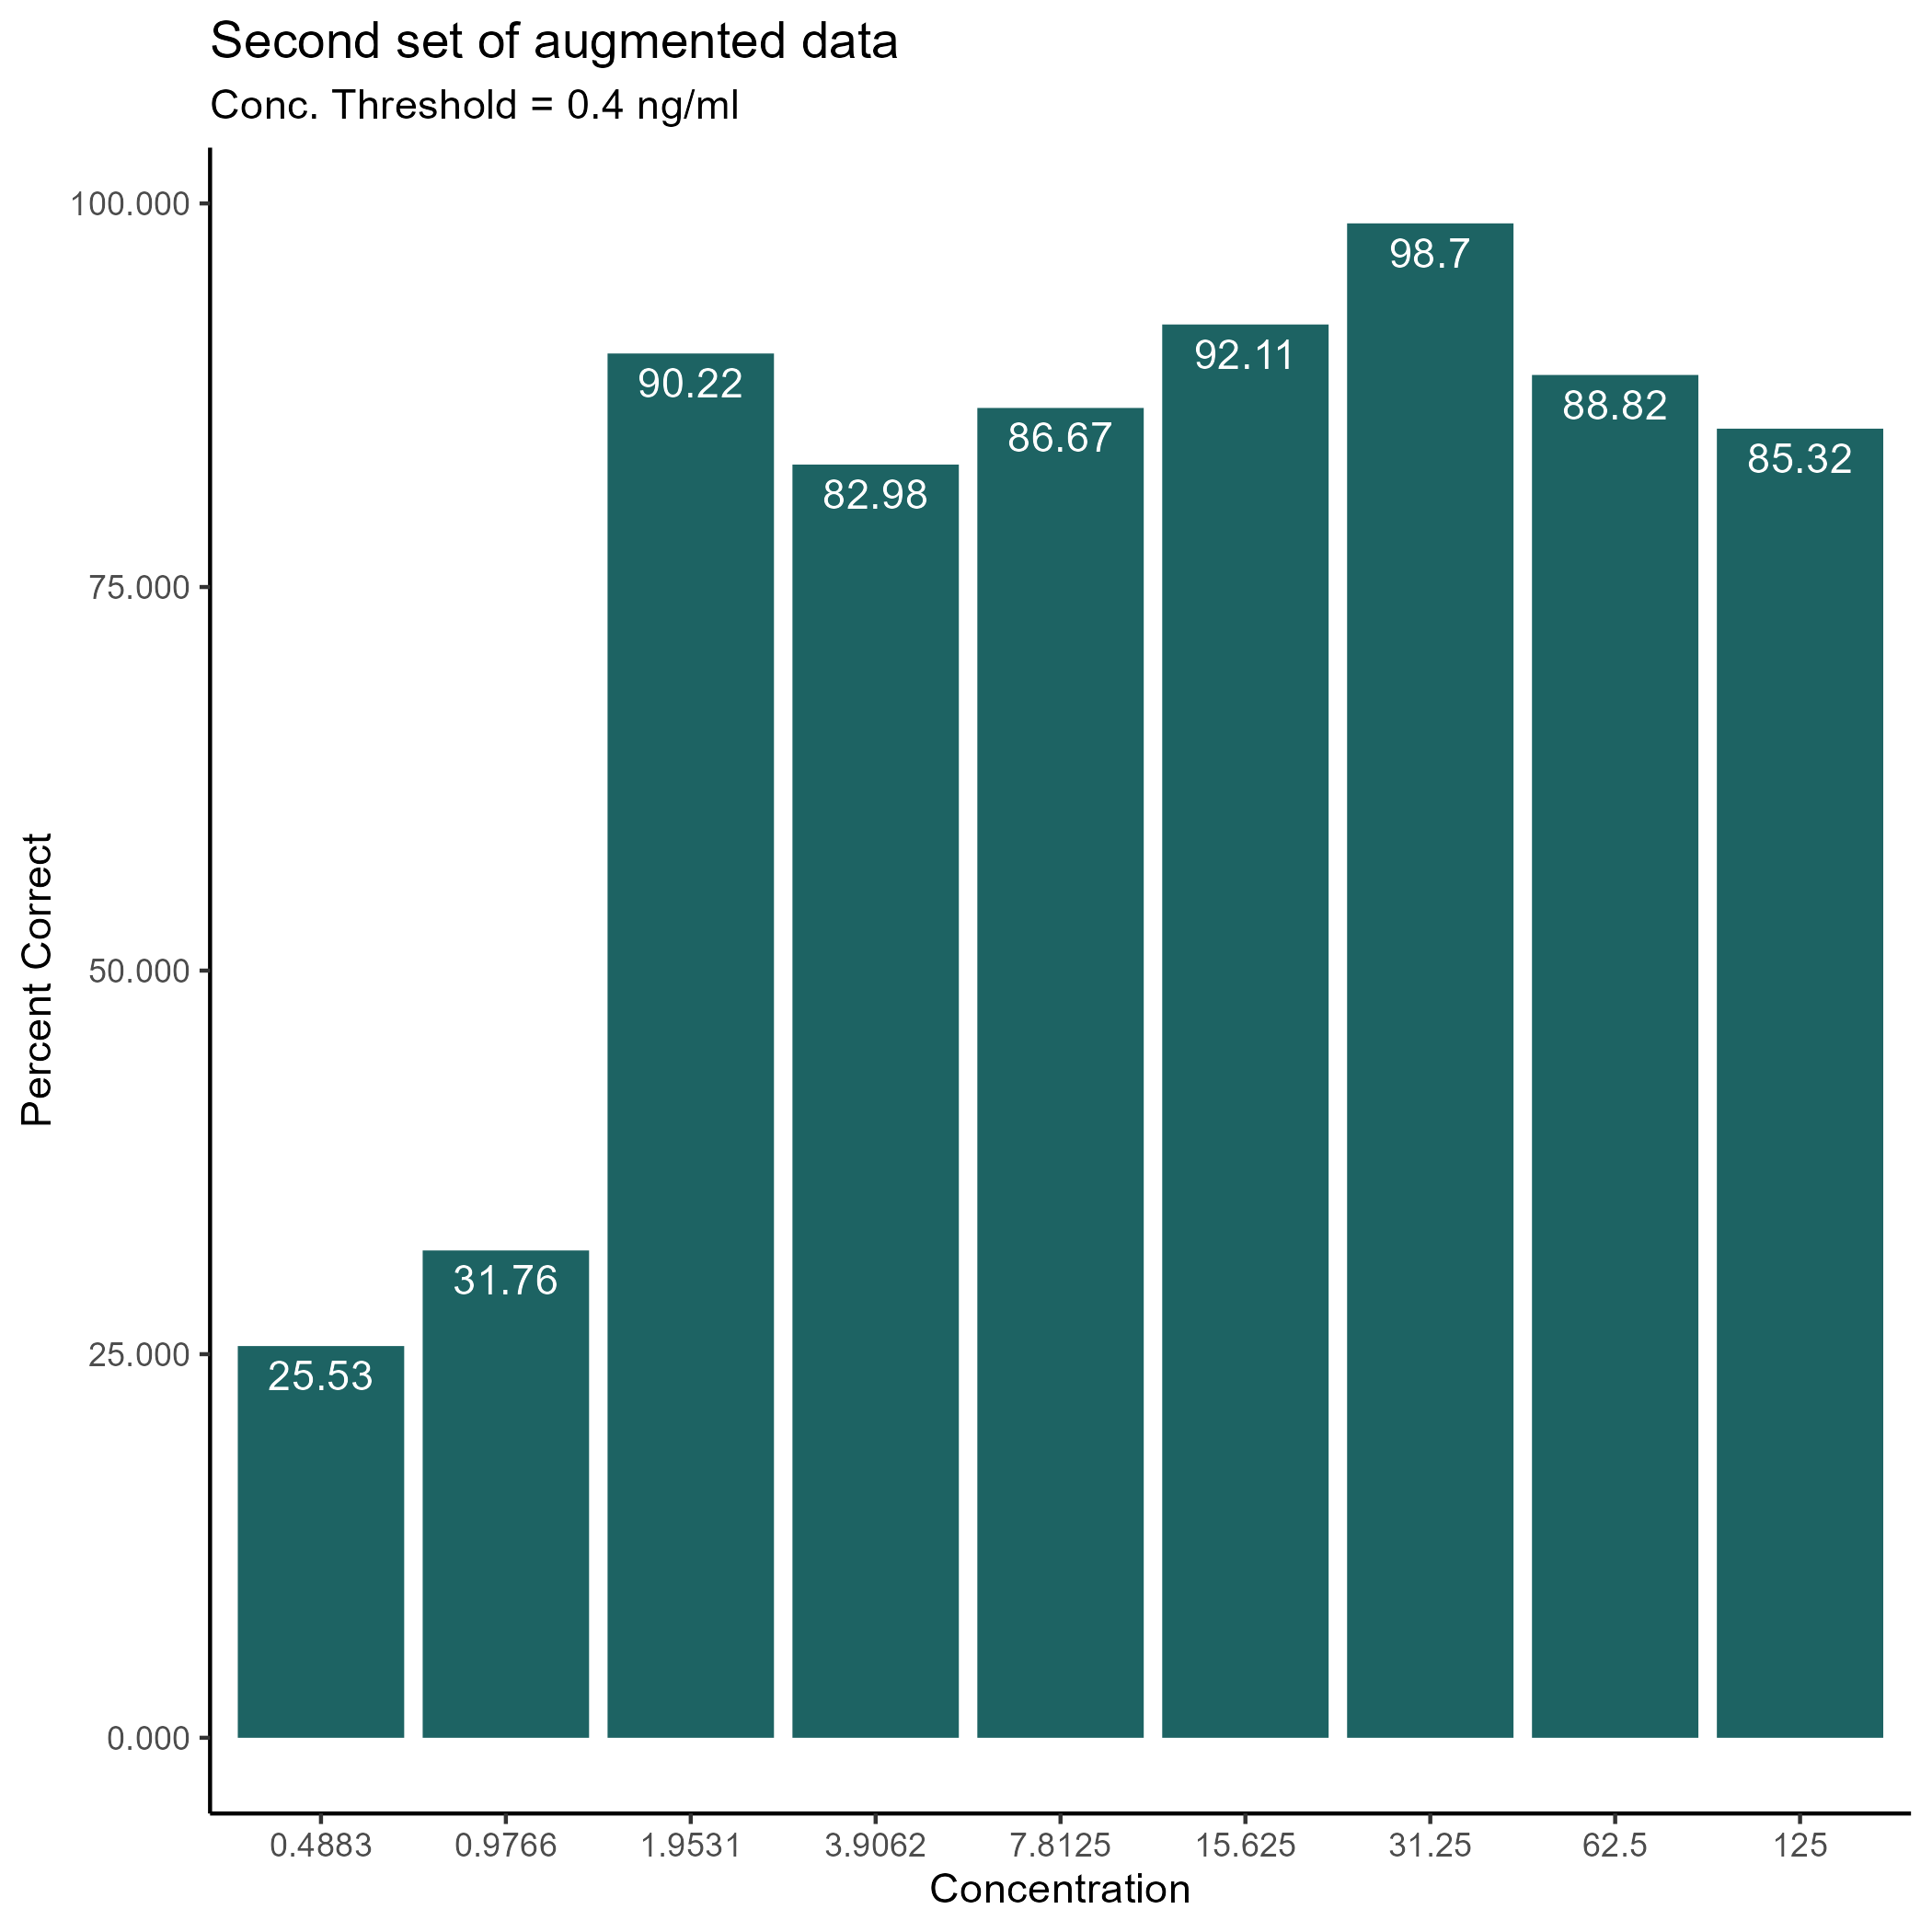 Second set of augmented data
Conc. Threshold = 0.4 ng/ml
100.000
75.000
50.000
25.000
0.000
Percent Correct
25.53
31.76
90.22
82.98
86.67
92.11
98.7
88.82
85.32
0.4883 0.9766 1.9531 3.9062 7.8125 15.625 31.25 62.5 125
Concentration